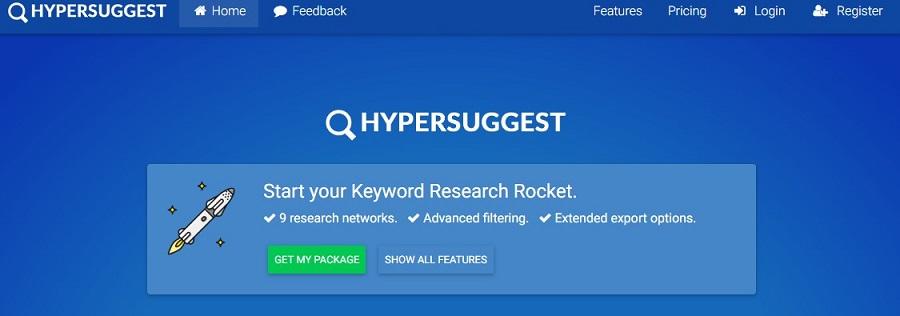 HYPERSUGGEST Home Feedback Features Pricing Login Register
HYPERSUGGEST
Start your Keyword Research Rocket.
9 research networks. Advanced filtering. Extended export options.
GET MY PACKAGE SHOW ALL FEATURES